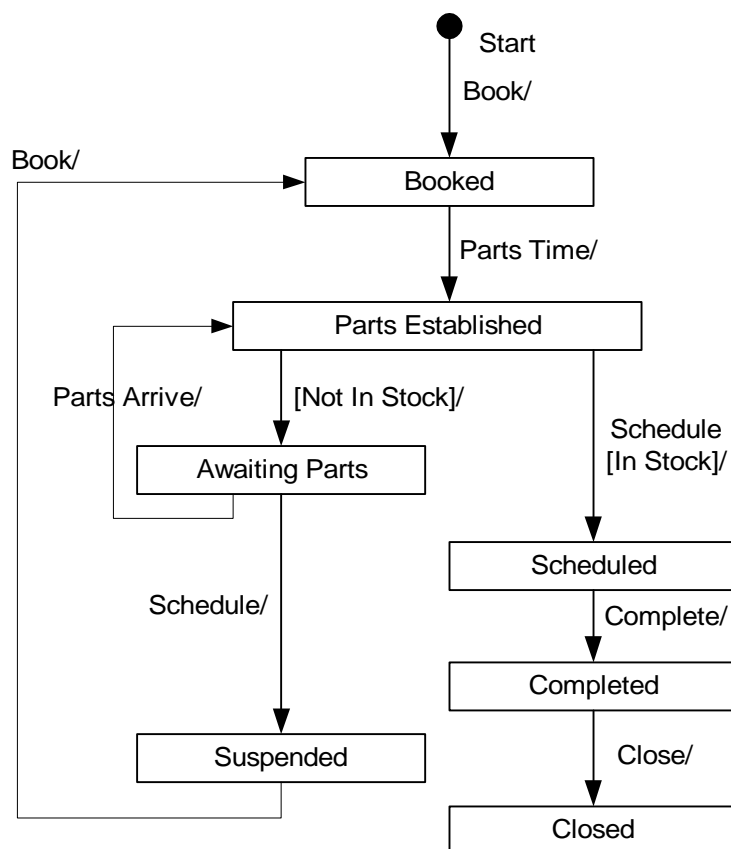 Start
Book/
Book/
Booked
Parts Time/
Parts Established
Parts Arrive/
[Not In Stock]/
Schedule
[In Stock]/
Awaiting Parts
Scheduled
Schedule/
Complete/
Completed
Suspended
Close/
Closed